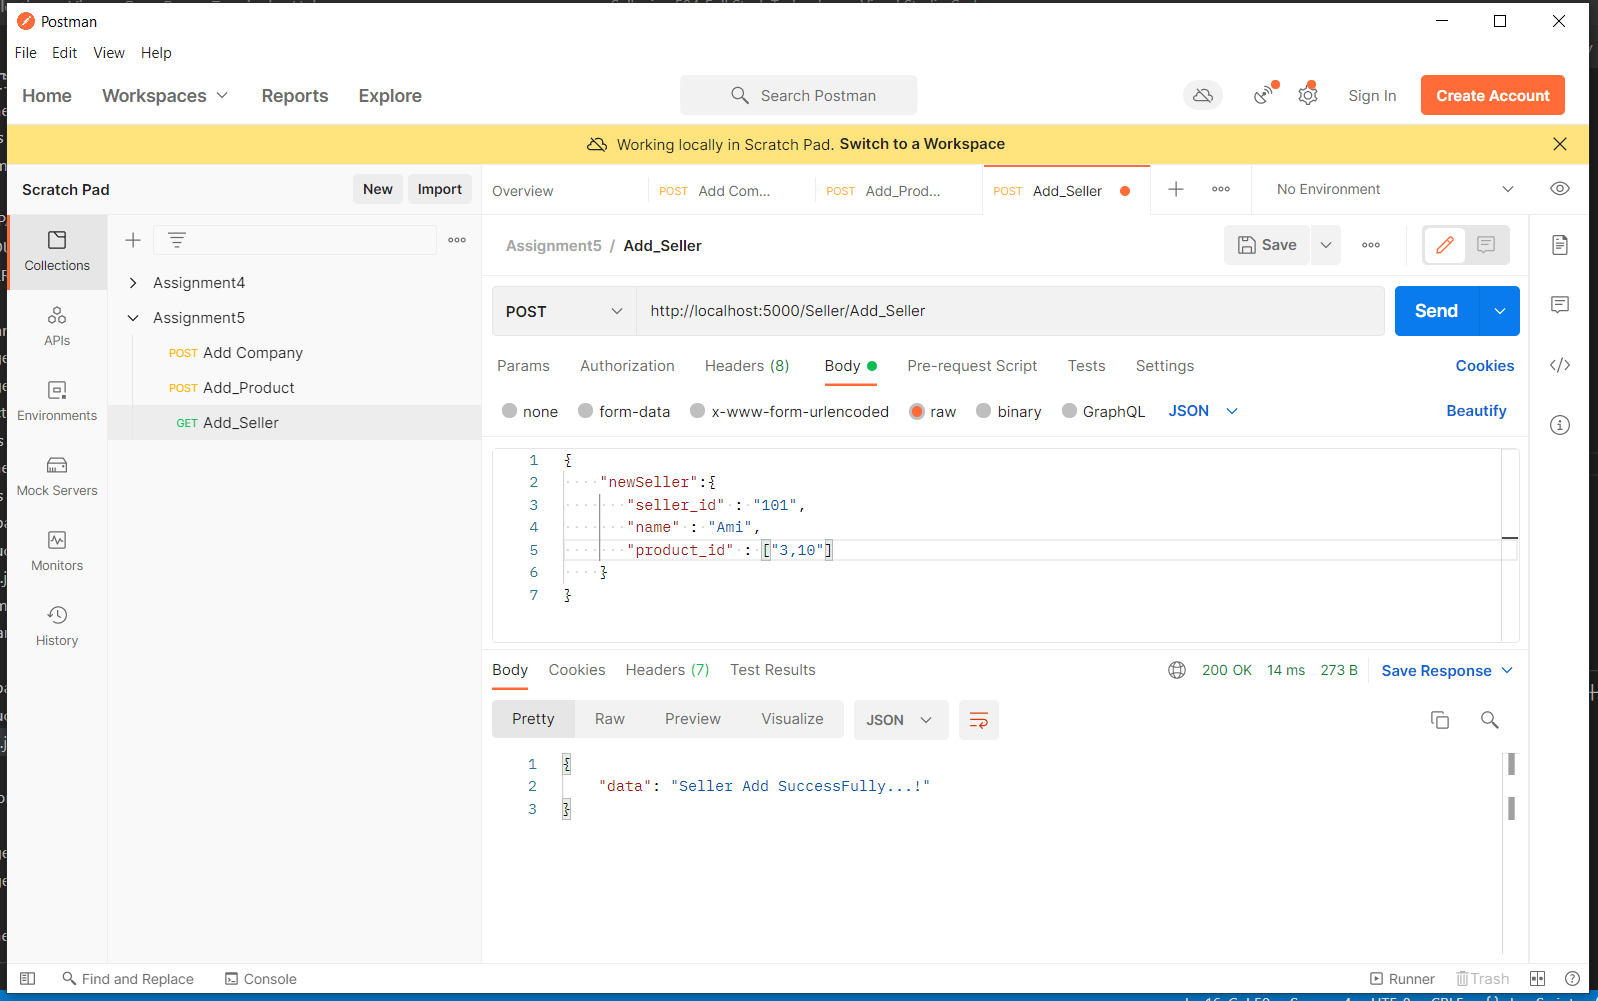 Postman
File Edit View Help
Home Workspaces Reports Explore Search Postman Sign In Create Account
Working locally in Scratch Pad. Switch to a Workspace
Scratch Pad New Import Overview POST Add Com... POST Add_Prod... POST Add_Seller No Environment
Collections
APIs
Environments
Mock Servers
Monitors
History
Assignment4
Assignment5
POST Add Company
POST Add_Product
GET Add_Seller
Assignment5 / Add_Seller Save
POST http://localhost:5000/Seller/Add_Seller Send
Params Authorization Headers (8) Body Pre-request Script Tests Settings Cookies
none form-data x-www-form-urlencoded raw binary GraphQL JSON Beautify
1 {
2 "newSeller":{
3 "seller_id" : "101",
4 "name" : "Ami",
5 "product_id" : ["3,10"]
6 }
7 }
Body Cookies Headers (7) Test Results 200 OK 14 ms 273 B Save Response
Pretty Raw Preview Visualize JSON
1 {
2 "data": "Seller Add SuccessFully...!"
3 }
Find and Replace Console Runner Trash